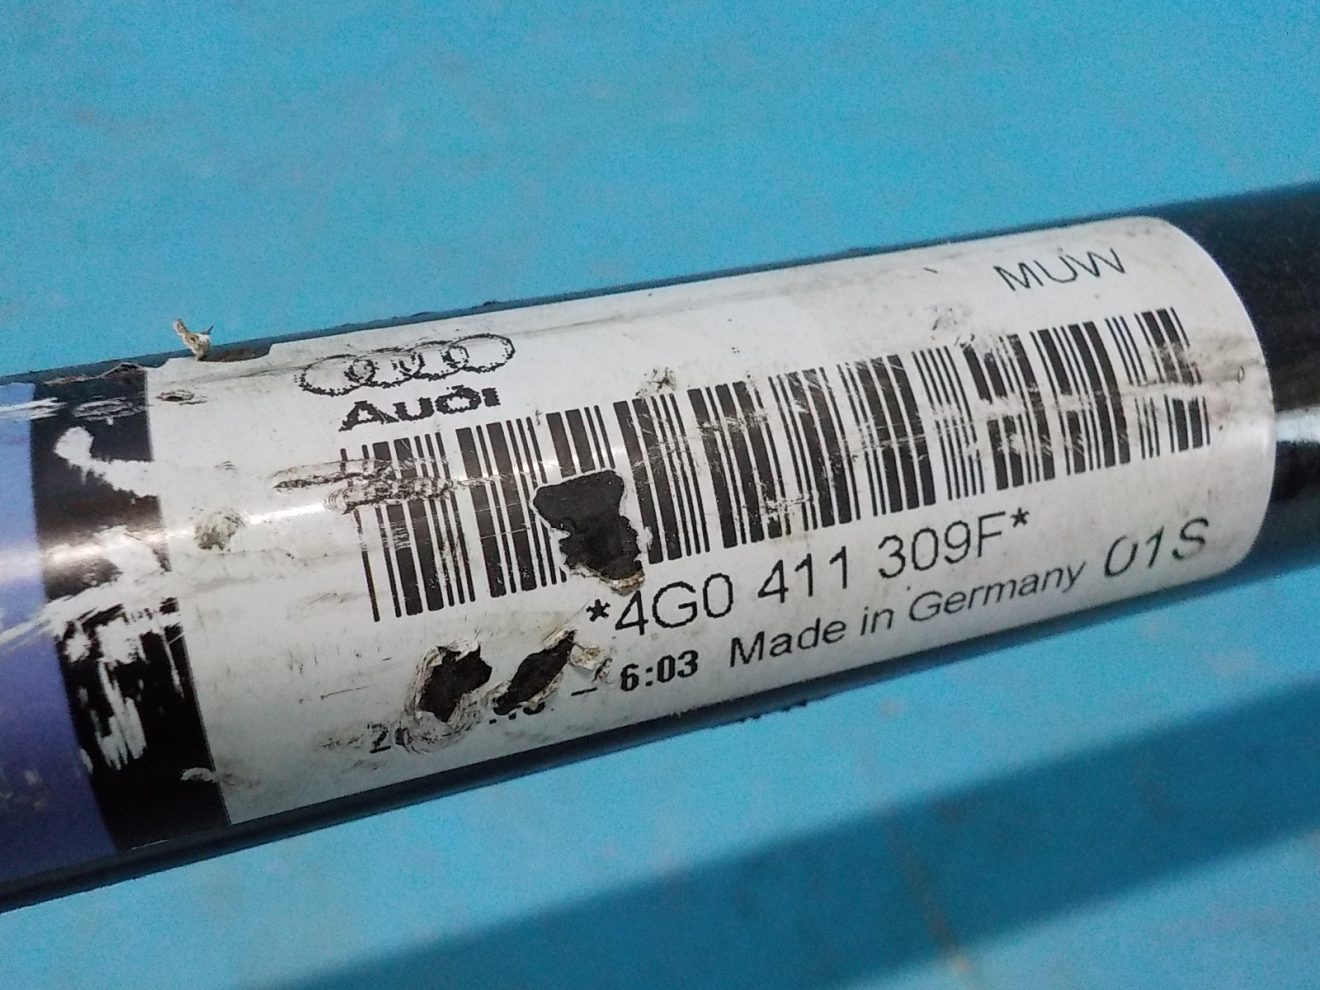 MUW
Audi
*4G0 411 309F*
6:03 Made in Germany 01S